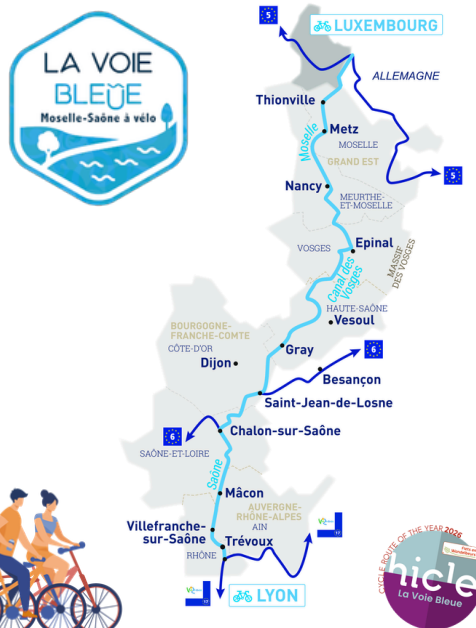 5
LUXEMBOURG
LA VOIE
BLEUE
Moselle-Saône à vélo
ALLEMAGNE
Thionville
Metz
Moselle
MOSELLE
GRAND EST
5
Nancy
MEURTHE-
ET-MOSELLE
Epinal
VOSGES
MASSIF
DES VOSGES
Canal des
Vosges
HAUTE-SAÔNE
Vesoul
BOURGOGNE-
FRANCHE-COMTE
CÔTE-D'OR
Gray
6
Dijon
Besançon
Saint-Jean-de-Losne
6
Chalon-sur-Saône
SAÔNE-ET-LOIRE
Saône
Mâcon
AUVERGNE-
RHÔNE-ALPES
AIN
Villefranche-
sur-Saône
Trévoux
RHÔNE
17
17
LYON
CYCLE ROUTE OF THE YEAR 2026
hicle
La Voie Bleue